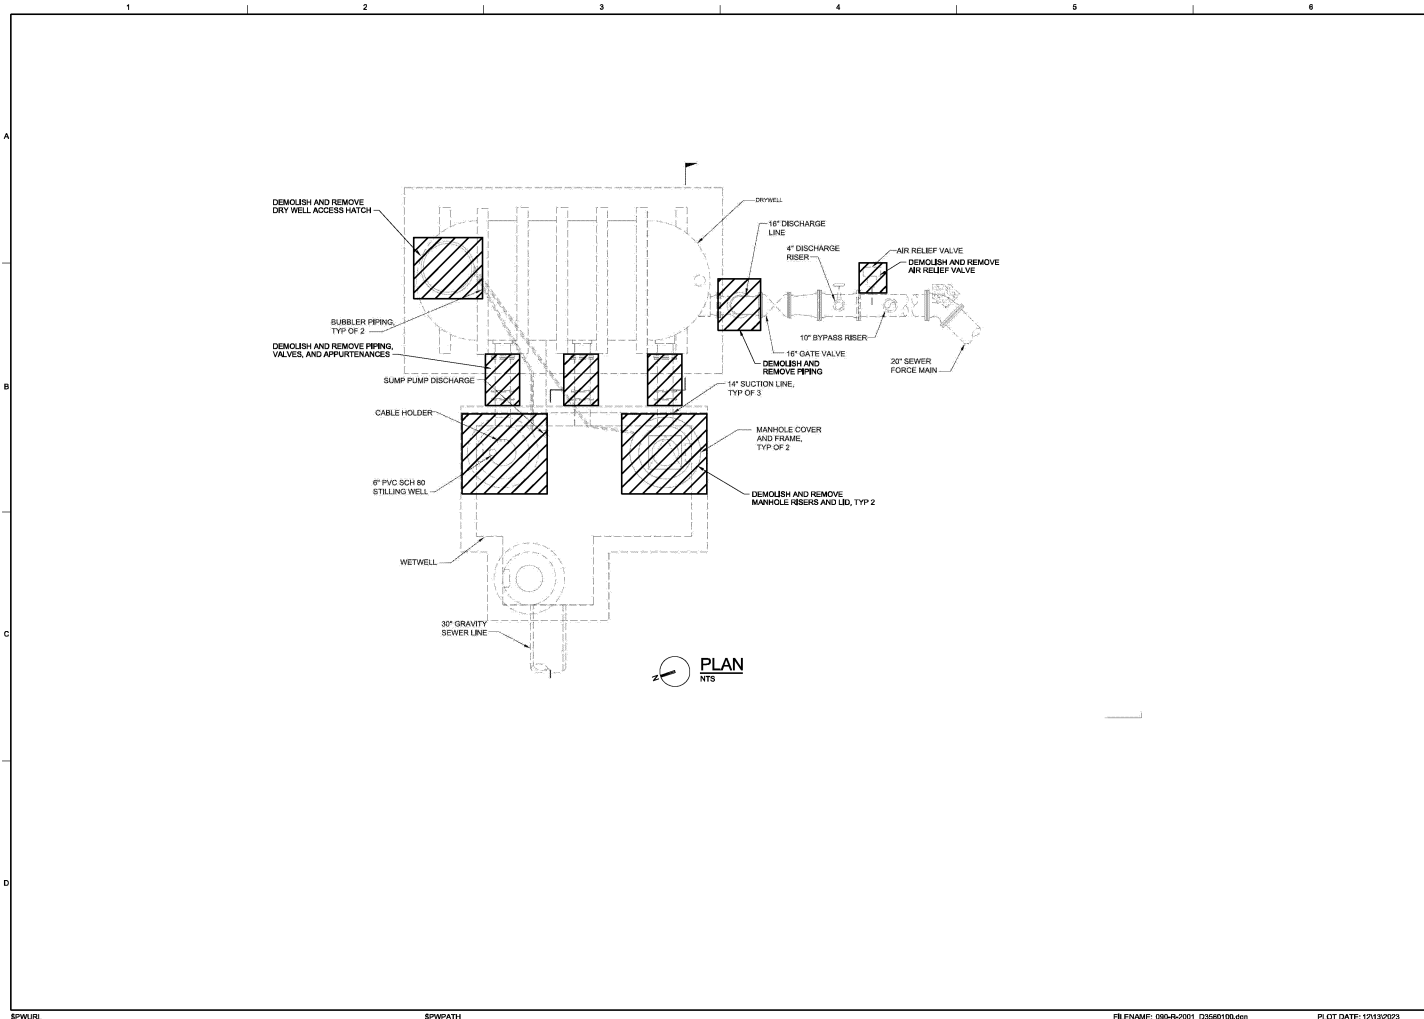 1 2 3 4 5 6
A
DEMOLISH AND REMOVE
DRY WELL ACCESS HATCH
DRYWELL
16" DISCHARGE
LINE
4" DISCHARGE
RISER
AIR RELIEF VALVE
DEMOLISH AND REMOVE
AIR RELIEF VALVE
BUBBLER PIPING,
TYP OF 2
10" BYPASS RISER
DEMOLISH AND REMOVE PIPING,
VALVES, AND APPURTENANCES
16" GATE VALVE
DEMOLISH AND
REMOVE PIPING
20" SEWER
FORCE MAIN
B
SUMP PUMP DISCHARGE
14" SUCTION LINE,
TYP OF 3
CABLE HOLDER
MANHOLE COVER
AND FRAME,
TYP OF 2
6" PVC SCH 80
STILLING WELL
DEMOLISH AND REMOVE
MANHOLE RISERS AND LID, TYP 2
WETWELL
C
30" GRAVITY
SEWER LINE
N
PLAN
NTS
D
$PWURL $PWPATH FILENAME: 090-R-2001_D3560100.dgn PLOT DATE: 12\13\2023